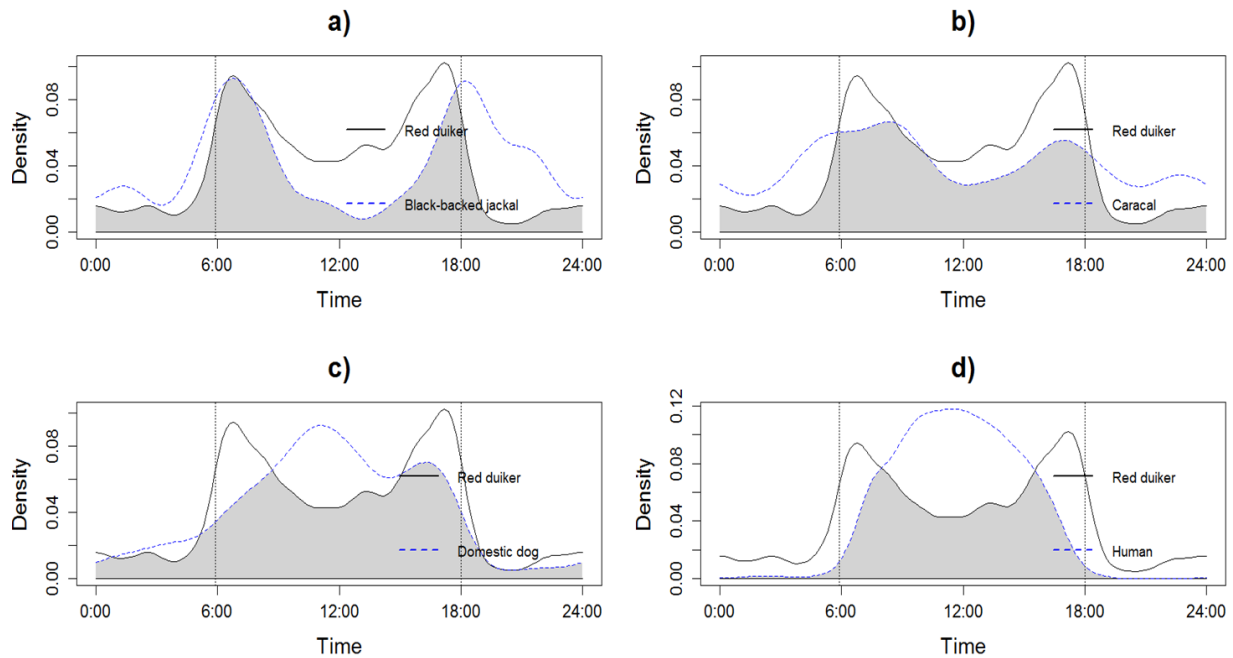 a)
Density
0.00
0.04
0.08
Red duiker
Black-backed jackal
0:00 6:00 12:00 18:00 24:00
Time
b)
Density
0.00
0.04
0.08
Red duiker
Caracal
0:00 6:00 12:00 18:00 24:00
Time
c)
Density
0.00
0.04
0.08
Red duiker
Domestic dog
0:00 6:00 12:00 18:00 24:00
Time
d)
Density
0.00
0.04
0.08
0.12
Red duiker
Human
0:00 6:00 12:00 18:00 24:00
Time